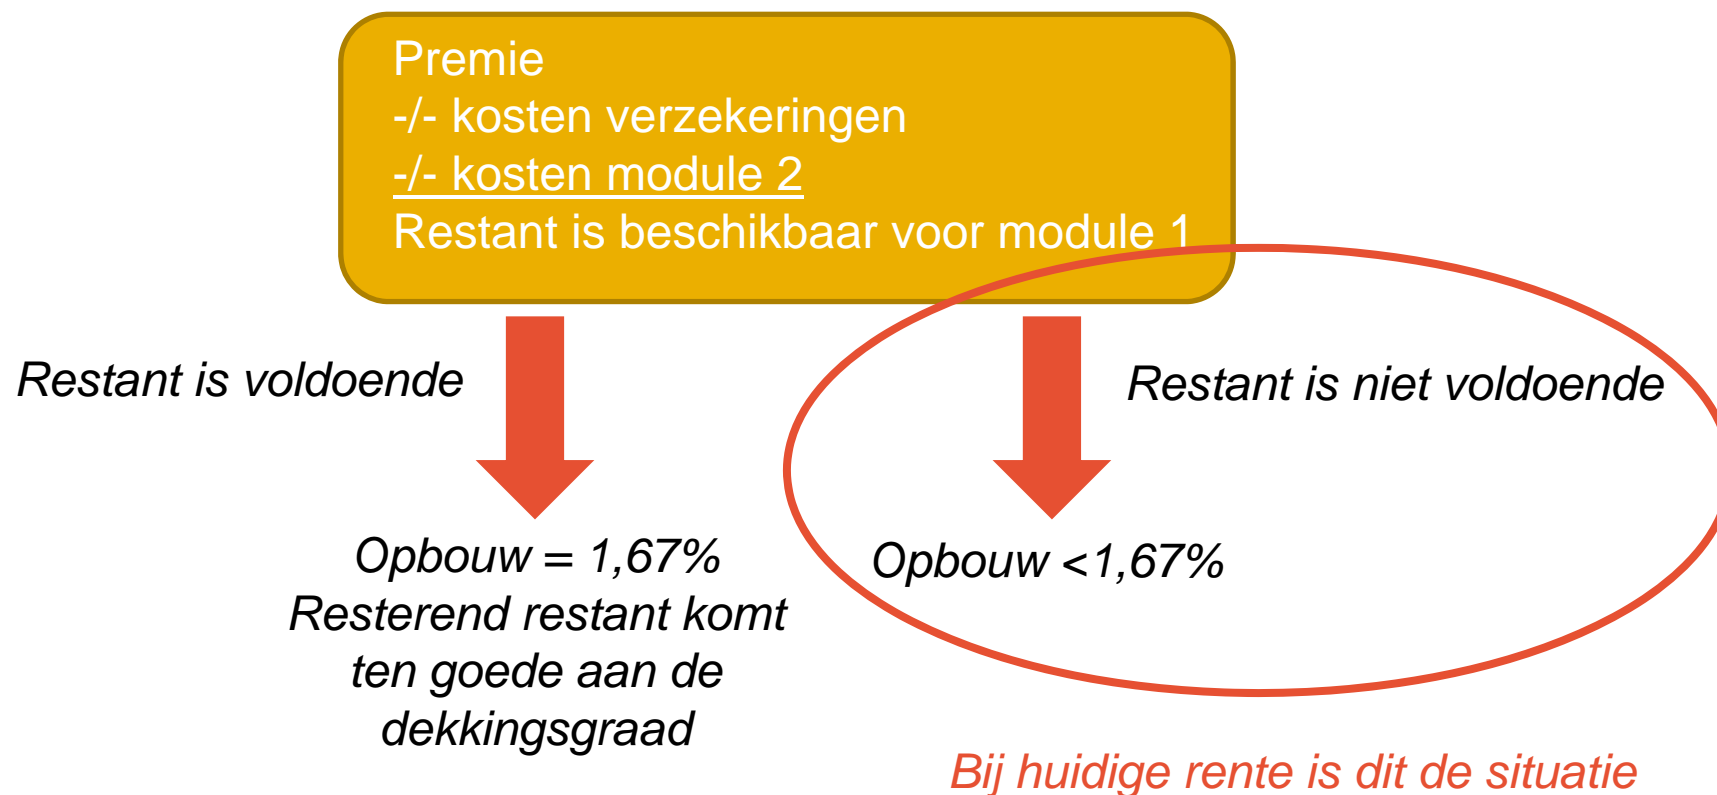 Premie
-/- kosten verzekeringen
-/- kosten module 2
Restant is beschikbaar voor module 1
Restant is voldoende
Restant is niet voldoende
Opbouw = 1,67%
Resterend restant komt
ten goede aan de
dekkingsgraad
Opbouw <1,67%
Bij huidige rente is dit de situatie